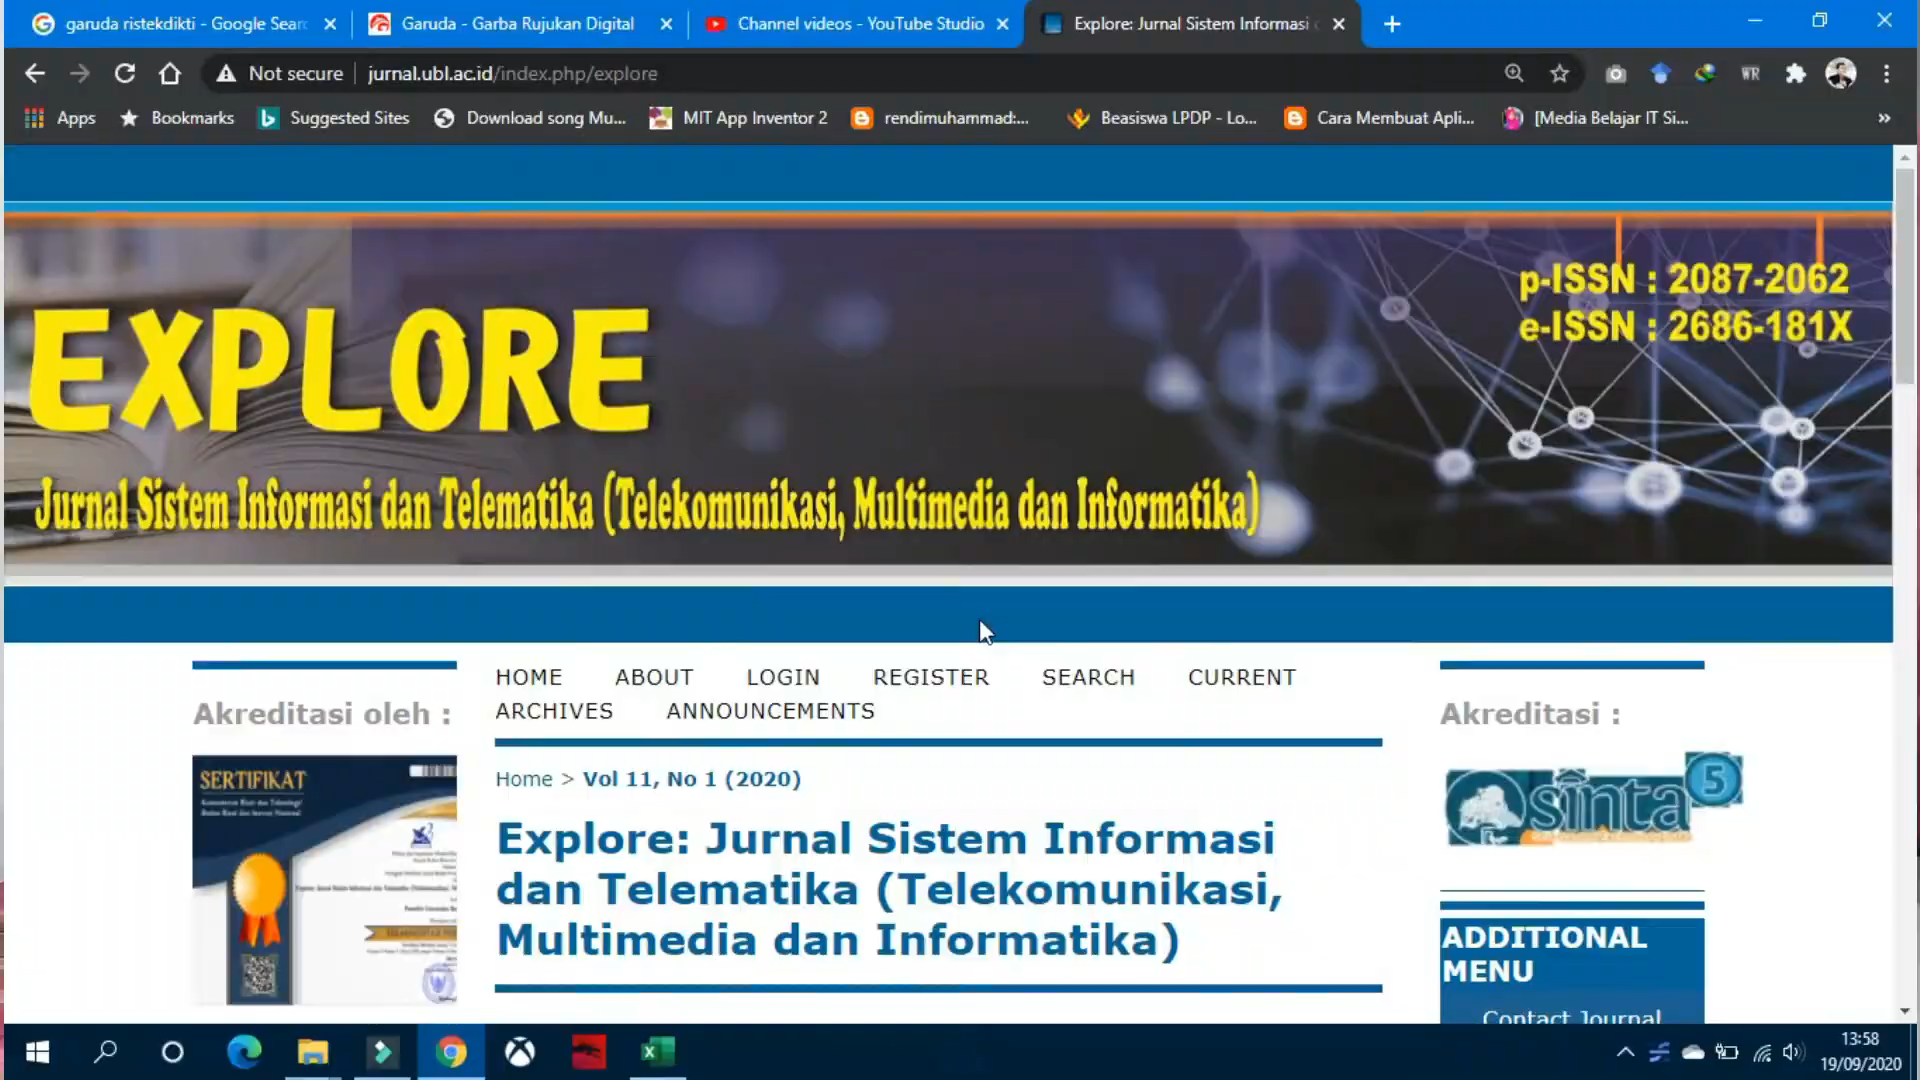 garuda ristekdikti - Google Sear
Garuda - Garba Rujukan Digital
Channel videos - YouTube Studio
Explore: Jurnal Sistem Informasi
Not secure
jurnal.ubl.ac.id/index.php/explore
WR
Apps
Bookmarks
Suggested Sites
Download song Mu...
MIT App Inventor 2
rendimuhammad:...
Beasiswa LPDP - Lo...
Cara Membuat Apli...
[Media Belajar IT Si...
»
p-ISSN : 2087-2062
e-ISSN : 2686-181X
EXPLORE
Jurnal Sistem Informasi dan Telematika (Telekomunikasi, Multimedia dan Informatika)
HOME ABOUT LOGIN REGISTER SEARCH CURRENT
ARCHIVES ANNOUNCEMENTS
Akreditasi oleh :
SERTIFIKAT
Home > Vol 11, No 1 (2020)
Explore: Jurnal Sistem Informasi
dan Telematika (Telekomunikasi,
Multimedia dan Informatika)
Akreditasi :
sinta 5
ADDITIONAL
MENU
Contact Journal
13:58
19/09/2020